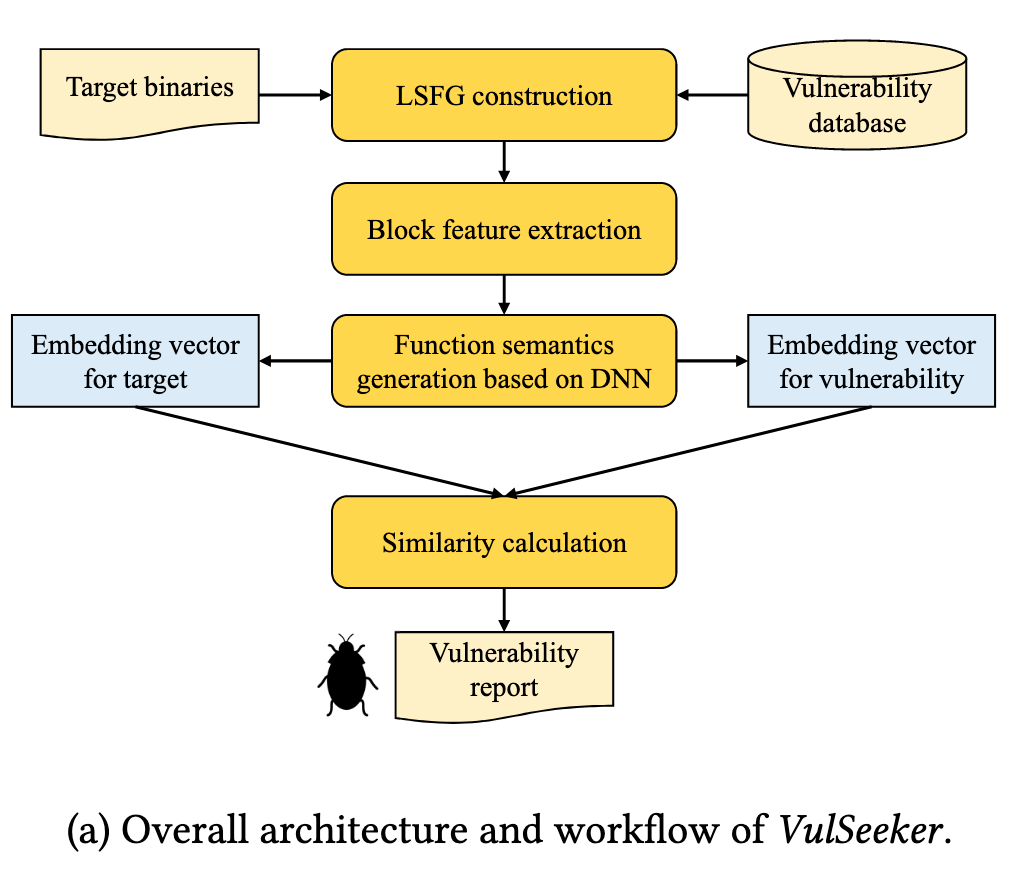 Target binaries
LSFG construction
Vulnerability
database
Block feature extraction
Embedding vector
for target
Function semantics
generation based on DNN
Embedding vector
for vulnerability
Similarity calculation
Vulnerability
report
(a) Overall architecture and workflow of VulSeeker.